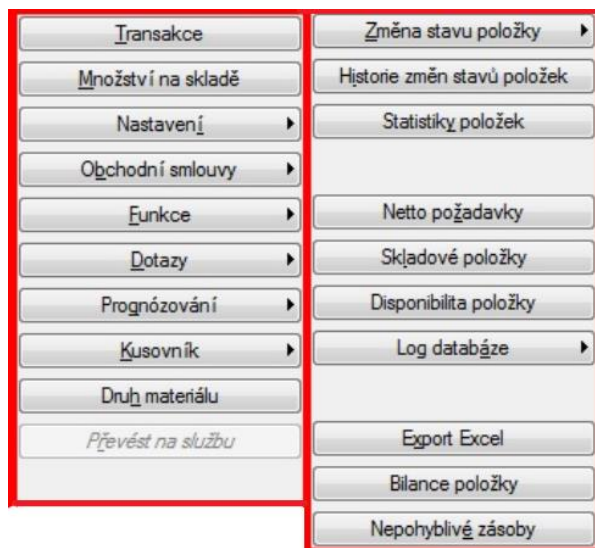 Transakce
Množství na skladě
Nastavení
Obchodní smlouvy
Funkce
Dotazy
Prognózování
Kusovník
Druh materiálu
Převést na službu
Změna stavu položky
Historie změn stavů položek
Statistiky položek
Netto požadavky
Skladové položky
Disponibilita položky
Log databáze
Export Excel
Bilance položky
Nepohyblivé zásoby